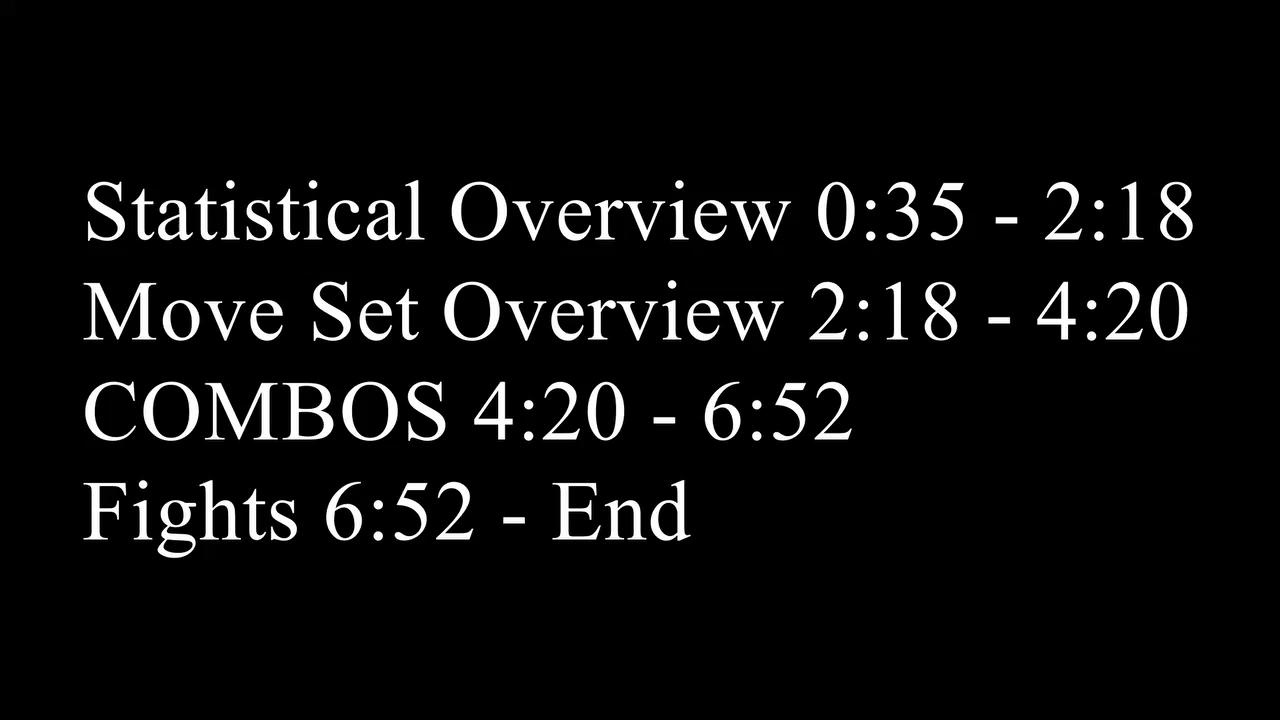 Statistical Overview 0:35 - 2:18
Move Set Overview 2:18 - 4:20
COMBOS 4:20 - 6:52
Fights 6:52 - End